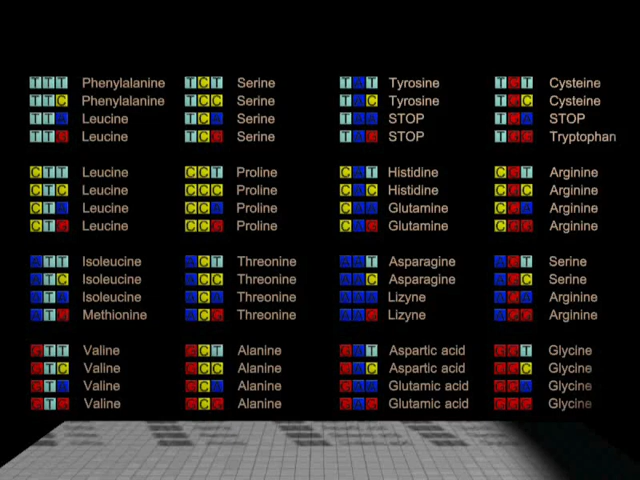 TTT Phenylalanine TCT Serine TAT Tyrosine TGT Cysteine
TTC Phenylalanine TCC Serine TAC Tyrosine TGC Cysteine
TTA Leucine TCA Serine TAA STOP TGA STOP
TTG Leucine TCG Serine TAG STOP TGG Tryptophan
CTT Leucine CCT Proline CAT Histidine CGT Arginine
CTC Leucine CCC Proline CAC Histidine CGC Arginine
CTA Leucine CCA Proline CAA Glutamine CGA Arginine
CTG Leucine CCG Proline CAG Glutamine CGG Arginine
ATT Isoleucine ACT Threonine AAT Asparagine AGT Serine
ATC Isoleucine ACC Threonine AAC Asparagine AGC Serine
ATA Isoleucine ACA Threonine AAA Lizyne AGA Arginine
ATG Methionine ACG Threonine AAG Lizyne AGG Arginine
GTT Valine GCT Alanine GAT Aspartic acid GGT Glycine
GTC Valine GCC Alanine GAC Aspartic acid GGC Glycine
GTA Valine GCA Alanine GAA Glutamic acid GGA Glycine
GTG Valine GCG Alanine GAG Glutamic acid GGG Glycine